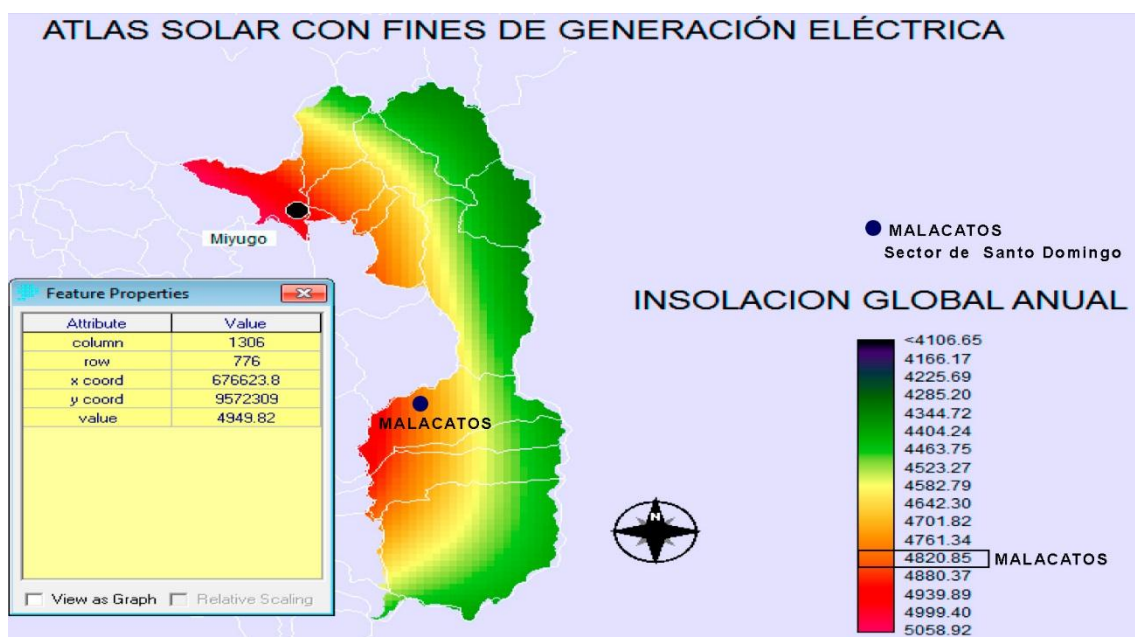 ATLAS SOLAR CON FINES DE GENERACIÓN ELÉCTRICA
Miyugo
MALACATOS
Sector de Santo Domingo
Feature Properties
Attribute Value
column 1306
row 776
x coord 676623.8
y coord 9572309
value 4949.82
View as Graph Relative Scaling
MALACATOS
N
INSOLACION GLOBAL ANUAL
<4106.65
4166.17
4225.69
4285.20
4344.72
4404.24
4463.75
4523.27
4582.79
4642.30
4701.82
4761.34
4820.85 MALACATOS
4880.37
4939.89
4999.40
5058.92